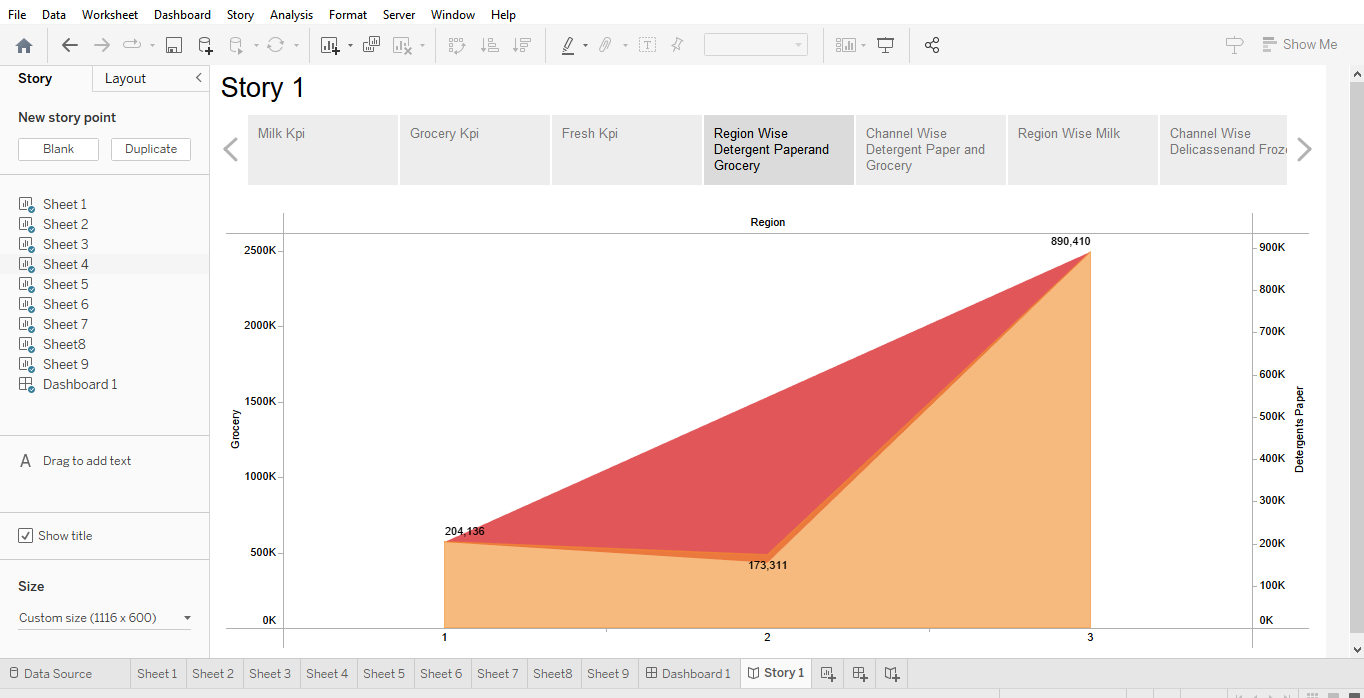 File Data Worksheet Dashboard Story Analysis Format Server Window Help
Show Me
Story Layout
New story point
Blank Duplicate
Sheet 1
Sheet 2
Sheet 3
Sheet 4
Sheet 5
Sheet 6
Sheet 7
Sheet8
Sheet 9
Dashboard 1
A Drag to add text
Show title
Size
Custom size (1116 x 600)
Story 1
Milk Kpi
Grocery Kpi
Fresh Kpi
Region Wise
Detergent Paperand
Grocery
Channel Wise
Detergent Paper and
Grocery
Region Wise Milk
Channel Wise
Delicassenand Froze
Region
2500K
2000K
1500K
1000K
500K
0K
Grocery
890,410
204,136
173,311
1 2 3
900K
800K
700K
600K
500K
400K
300K
200K
100K
0K
Detergents Paper
Data Source Sheet 1 Sheet 2 Sheet 3 Sheet 4 Sheet 5 Sheet 6 Sheet 7 Sheet8 Sheet 9 Dashboard 1 Story 1